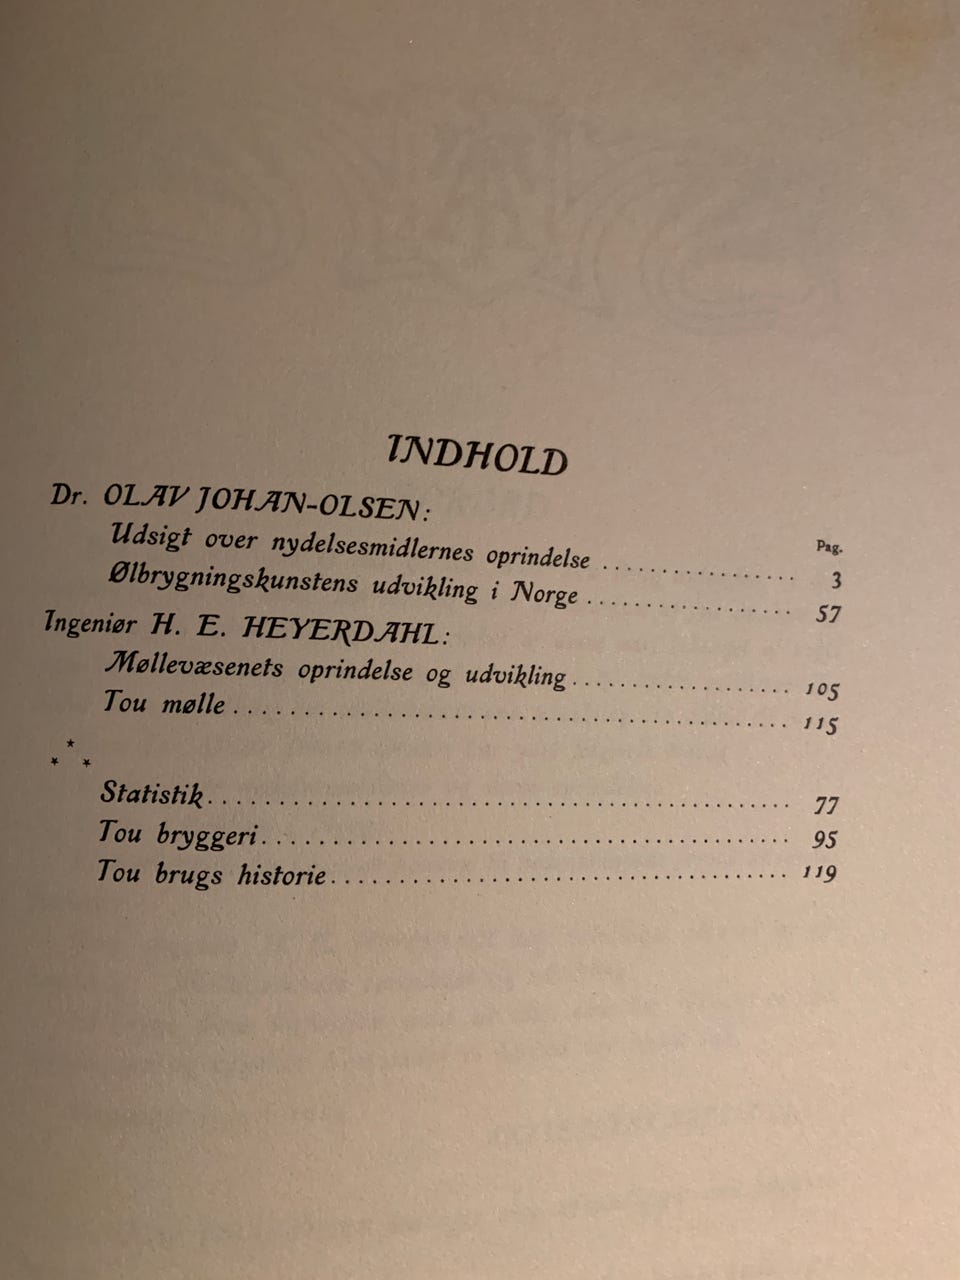 INDHOLD
Dr. OLAV JOHAN-OLSEN:
Pag.
Udsigt over nydelsesmidlernes oprindelse .............. 3
Ølbrygningskunstens udvikling i Norge ............... 57
Ingeniør H. E. HEYERDAHL:
Møllevæsenets oprindelse og udvikling ................ 105
Tou mølle ........................................ 115
* * *
Statistik .......................................... 77
Tou bryggeri ...................................... 95
Tou brugs historie .................................. 119